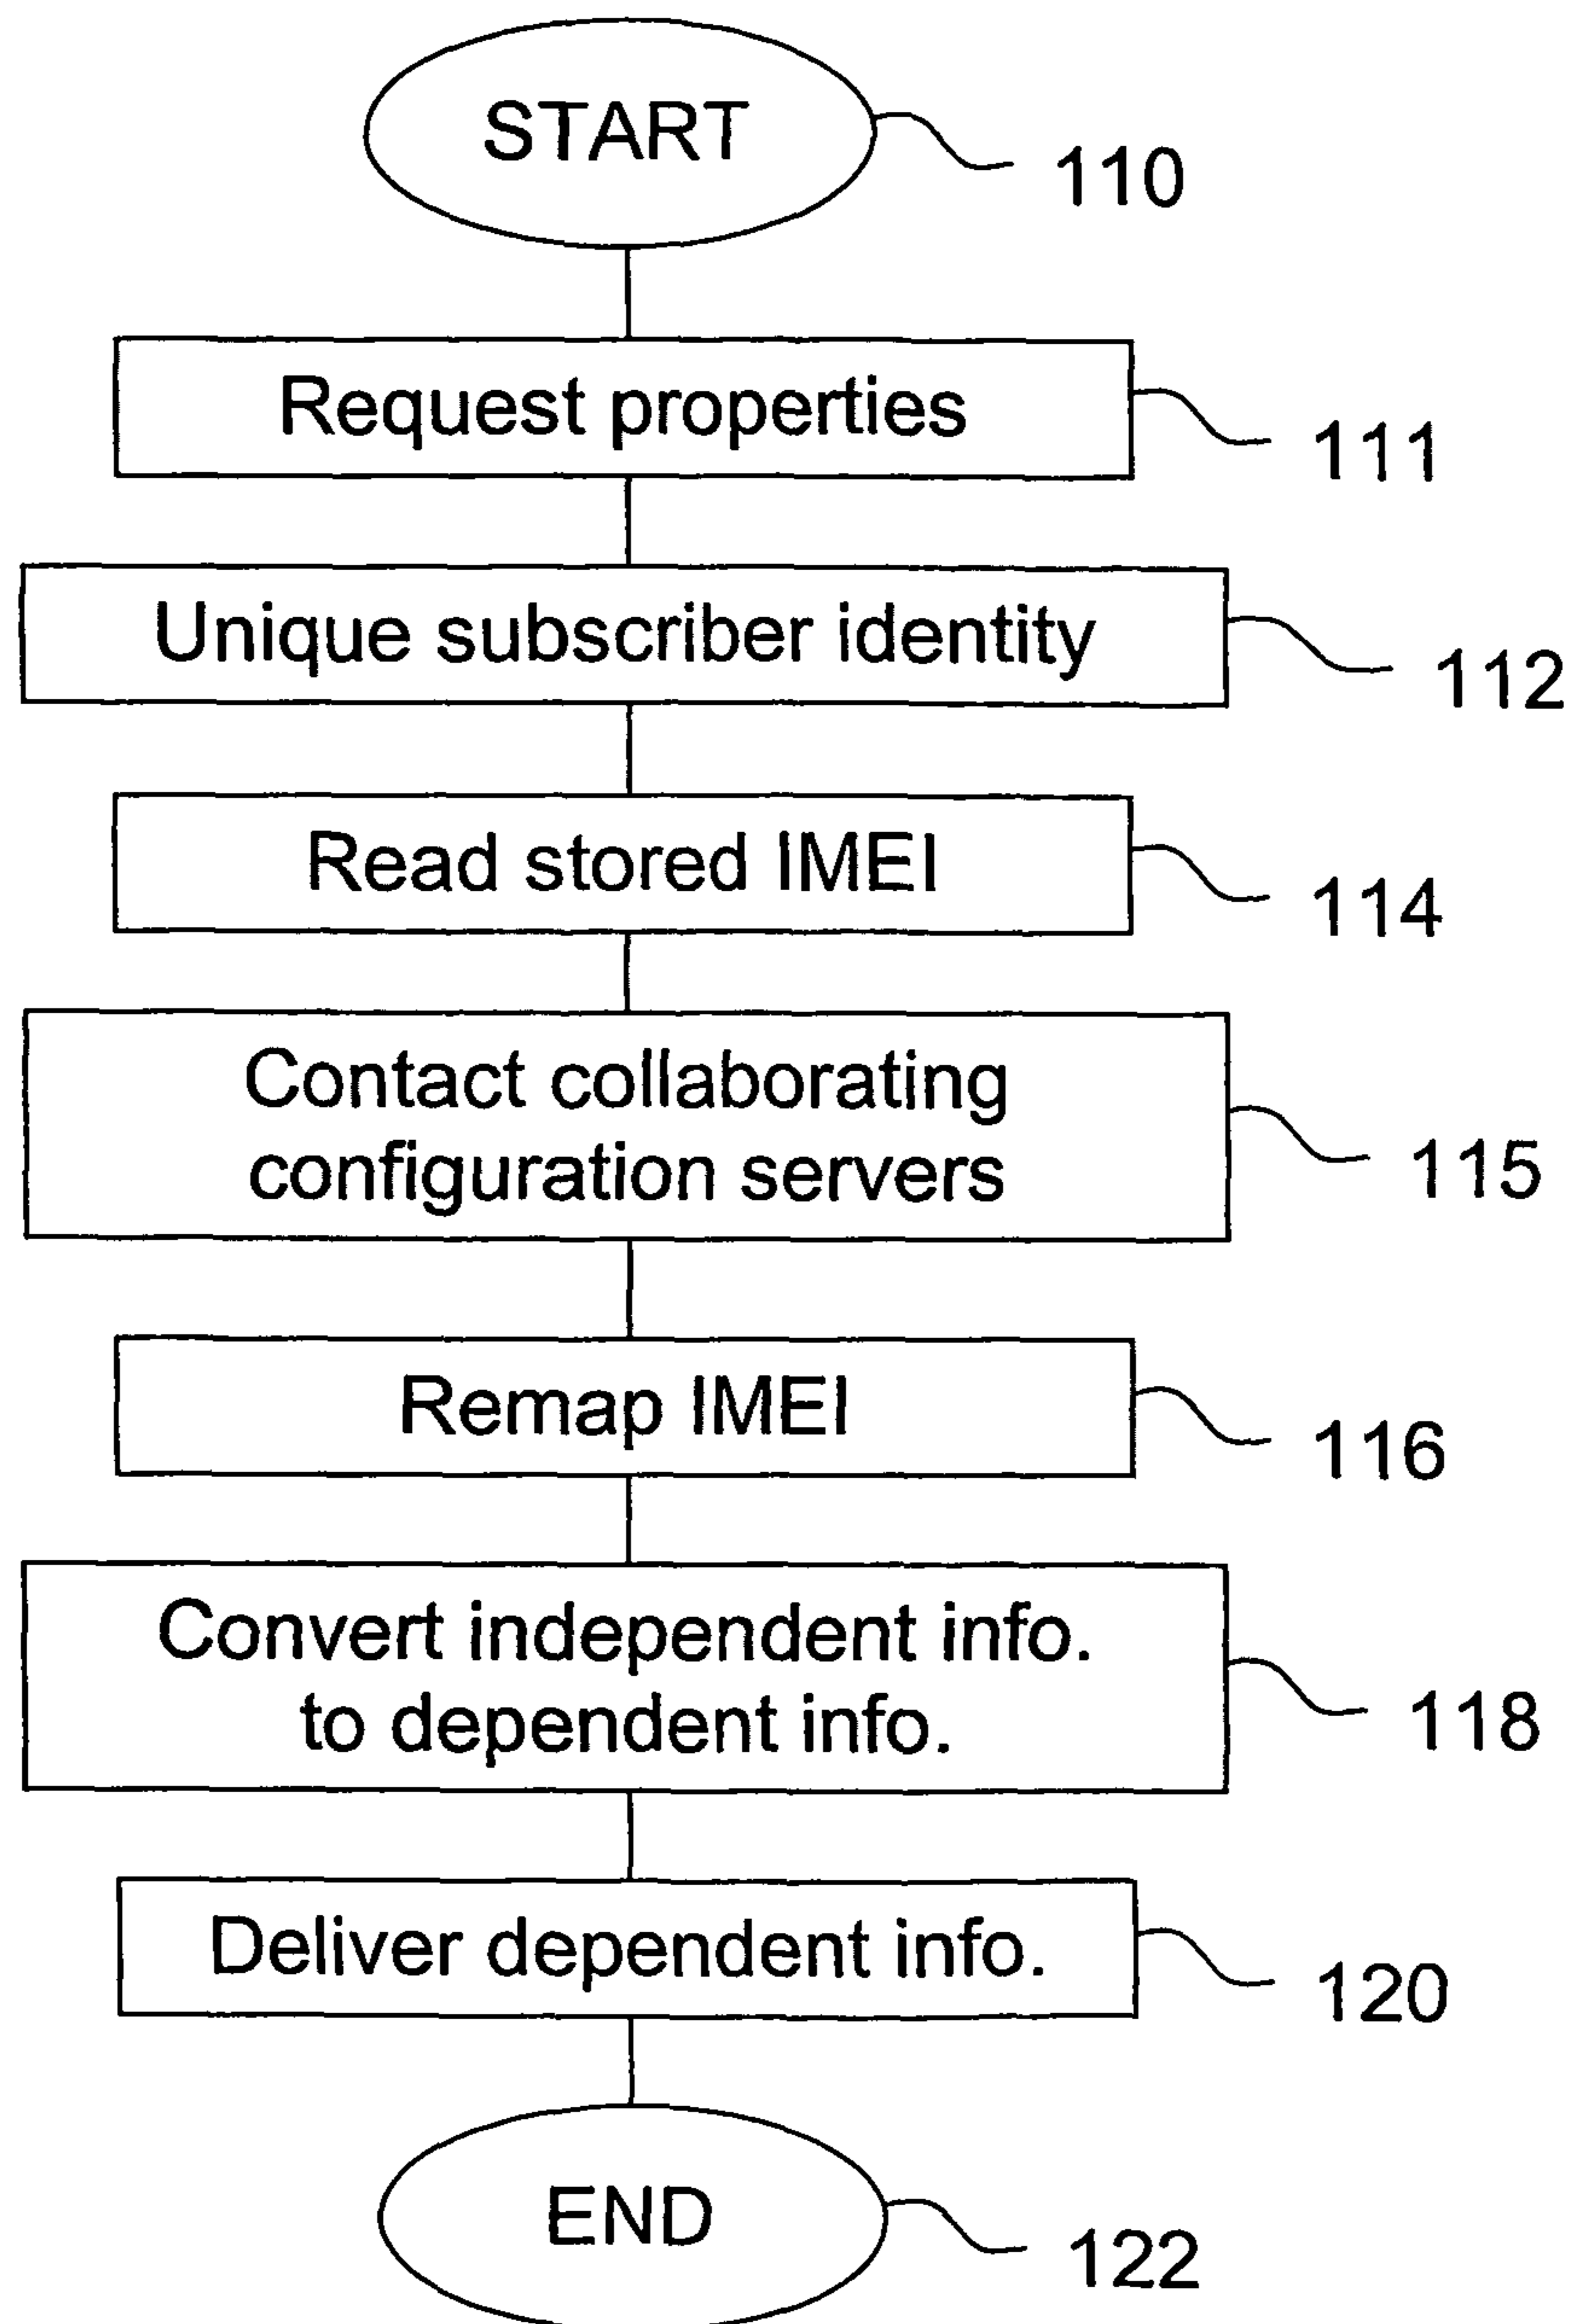 START
110
Request properties
111
Unique subscriber identity
112
Read stored IMEI
114
Contact collaborating
configuration servers
115
Remap IMEI
116
Convert independent info.
to dependent info.
118
Deliver dependent info.
120
END
122